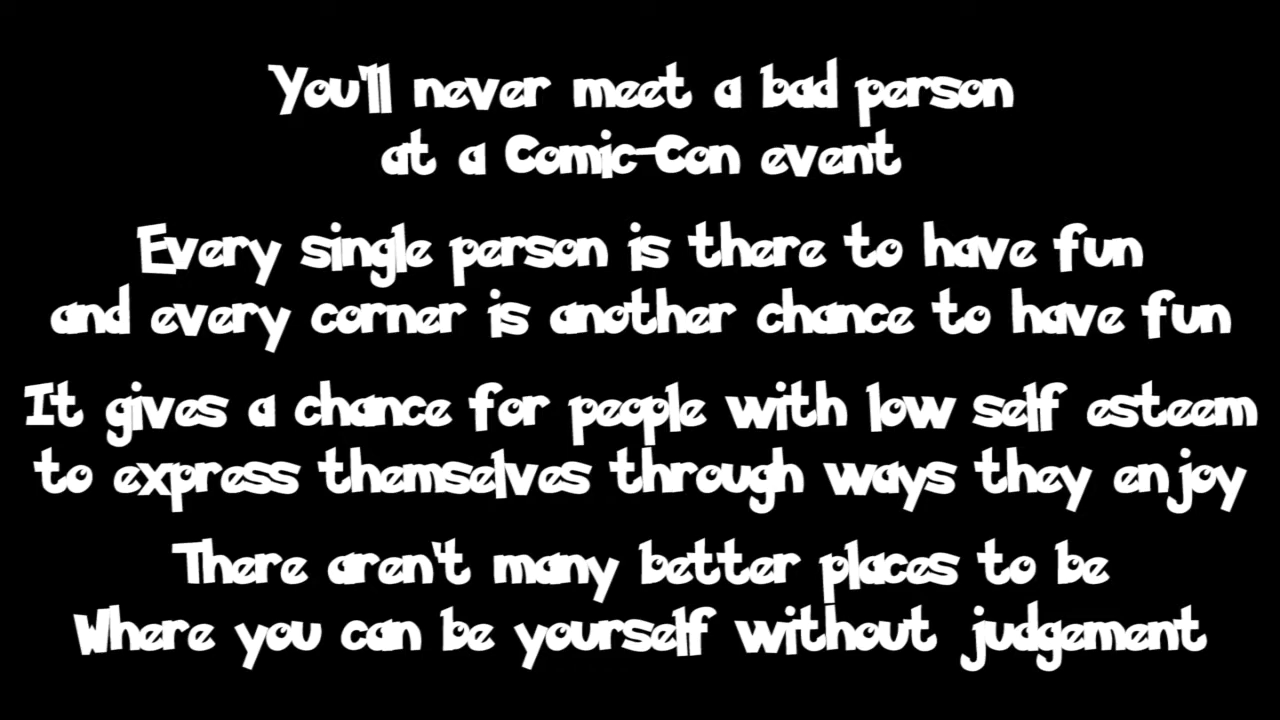 You'll never meet a bad person
at a Comic-Con event
Every single person is there to have fun
and every corner is another chance to have fun
It gives a chance for people with low self esteem
to express themselves through ways they enjoy
There aren't many better places to be
Where you can be yourself without judgement